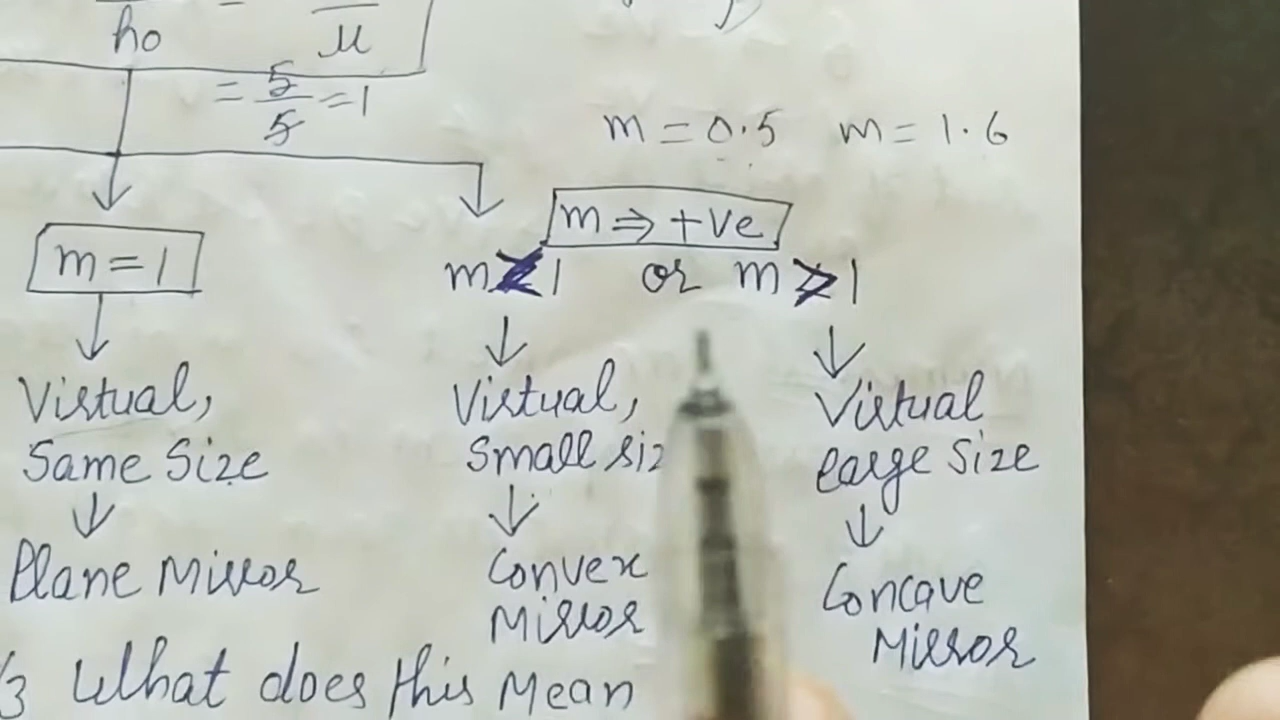 ho = u
= 5/5 = 1
m = 0.5 m = 1.6
m ⇒ +ve
m = 1
m < 1 or m > 1
Virtual,
Same Size
Virtual,
Small siz
Virtual
large Size
Plane Mirror
Convex
Mirror
Concave
Mirror
/3 What does this Mean